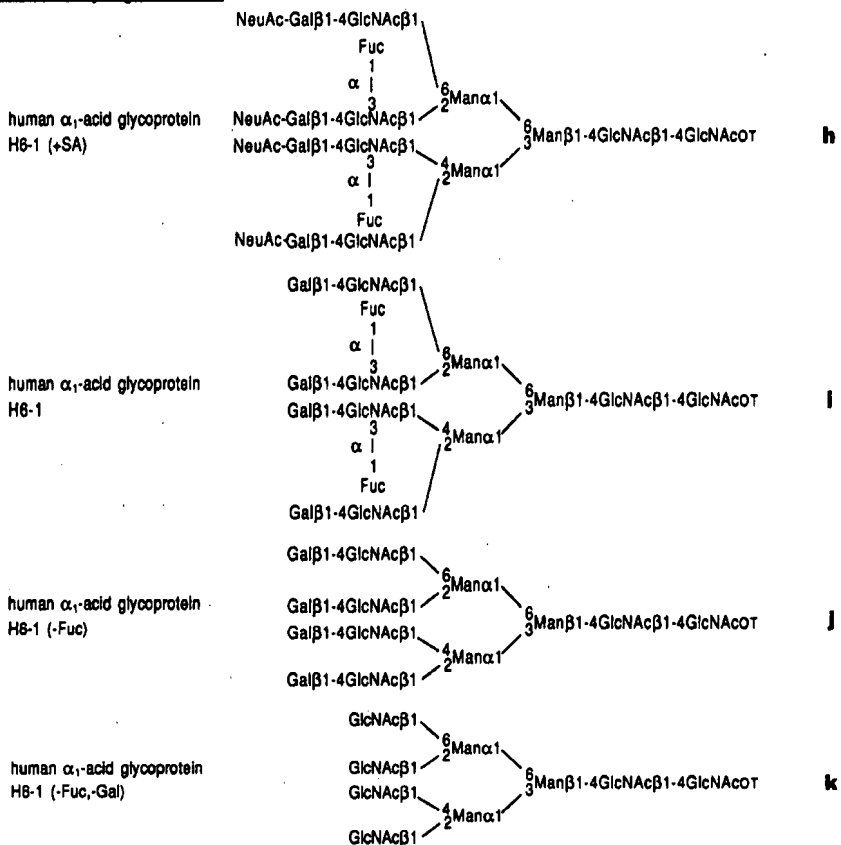 NeuAc-Galβ1-4GlcNAcβ1
Fuc
1
α |
3
6
2Manα1
human α₁-acid glycoprotein
H6-1 (+SA)
NeuAc-Galβ1-4GlcNAcβ1
NeuAc-Galβ1-4GlcNAcβ1
6
3Manβ1-4GlcNAcβ1-4GlcNAcOT
h
3
α |
1
Fuc
4
2Manα1
NeuAc-Galβ1-4GlcNAcβ1
Galβ1-4GlcNAcβ1
Fuc
1
α |
3
6
2Manα1
human α₁-acid glycoprotein
H6-1
Galβ1-4GlcNAcβ1
Galβ1-4GlcNAcβ1
6
3Manβ1-4GlcNAcβ1-4GlcNAcOT
i
3
α |
1
Fuc
4
2Manα1
Galβ1-4GlcNAcβ1
Galβ1-4GlcNAcβ1
6
2Manα1
human α₁-acid glycoprotein
H6-1 (-Fuc)
Galβ1-4GlcNAcβ1
Galβ1-4GlcNAcβ1
6
3Manβ1-4GlcNAcβ1-4GlcNAcOT
j
4
2Manα1
Galβ1-4GlcNAcβ1
GlcNAcβ1
6
2Manα1
human α₁-acid glycoprotein
H6-1 (-Fuc,-Gal)
GlcNAcβ1
GlcNAcβ1
6
3Manβ1-4GlcNAcβ1-4GlcNAcOT
k
4
2Manα1
GlcNAcβ1